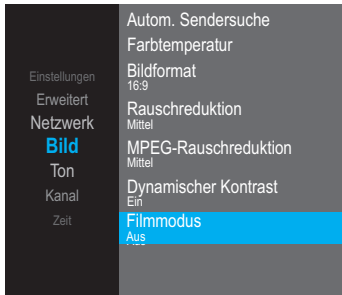 Einstellungen
Erweitert
Netzwerk
Bild
Ton
Kanal
Zeit
Autom. Sendersuche
Farbtemperatur
Bildformat
16:9
Rauschreduktion
Mittel
MPEG-Rauschreduktion
Mittel
Dynamischer Kontrast
Ein
Filmmodus
Aus